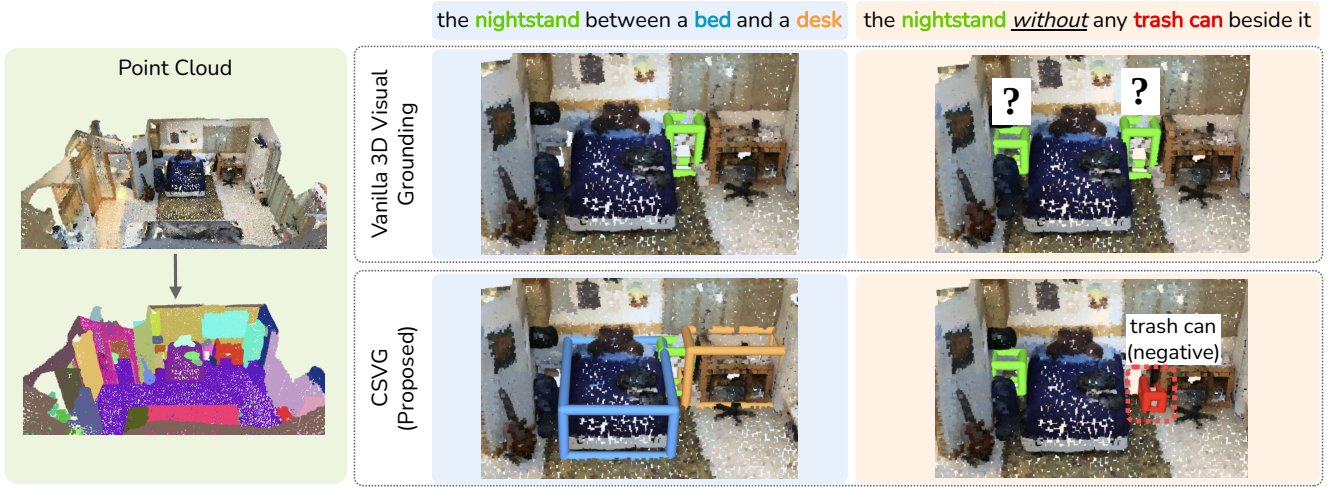 the nightstand between a bed and a desk
the nightstand without any trash can beside it
Point Cloud
Vanilla 3D Visual
Grounding
?
?
CSVG
(Proposed)
trash can
(negative)